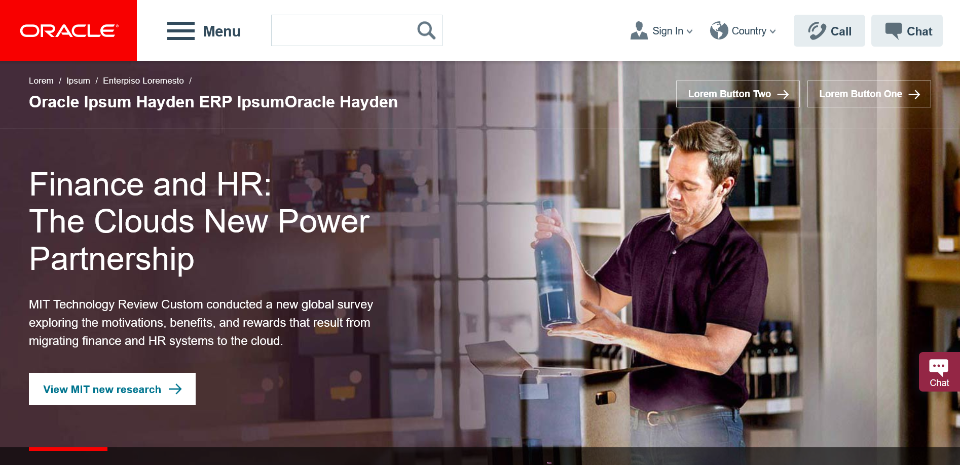 ORACLE
Menu
Sign In
Country
Call
Chat
Lorem / Ipsum / Enterpiso Loremesto /
Oracle Ipsum Hayden ERP IpsumOracle Hayden
Lorem Button Two
Lorem Button One
Finance and HR:
The Clouds New Power
Partnership
MIT Technology Review Custom conducted a new global survey
exploring the motivations, benefits, and rewards that result from
migrating finance and HR systems to the cloud.
View MIT new research
Chat